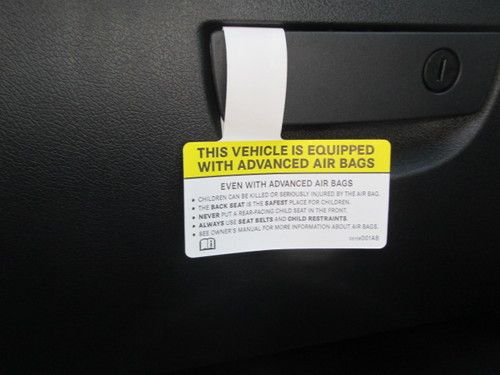 THIS VEHICLE IS EQUIPPED
WITH ADVANCED AIR BAGS
EVEN WITH ADVANCED AIR BAGS
• CHILDREN CAN BE KILLED OR SERIOUSLY INJURED BY THE AIR BAG.
• THE BACK SEAT IS THE SAFEST PLACE FOR CHILDREN.
• NEVER PUT A REAR-FACING CHILD SEAT IN THE FRONT.
• ALWAYS USE SEAT BELTS AND CHILD RESTRAINTS.
• SEE OWNER'S MANUAL FOR MORE INFORMATION ABOUT AIR BAGS.